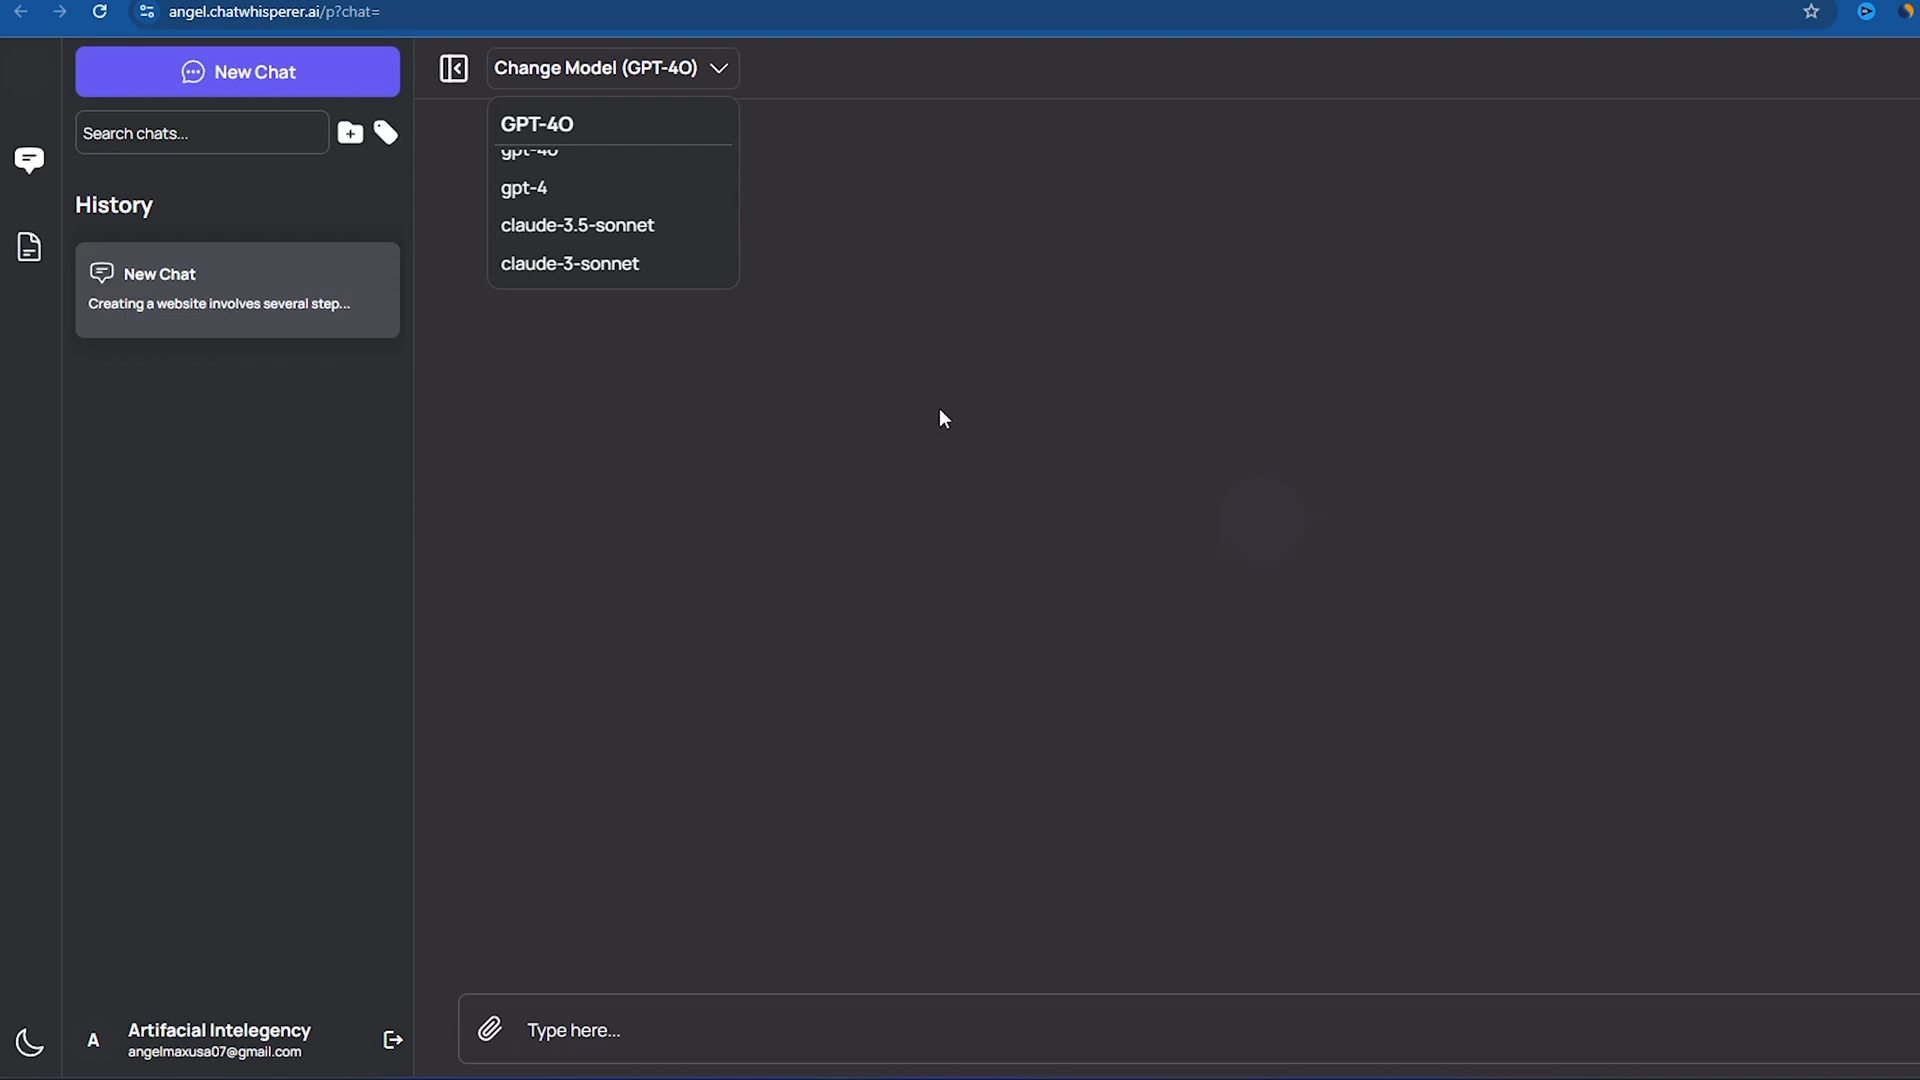 angel.chatwhisperer.ai/p?chat=
New Chat
Search chats...
History
New Chat
Creating a website involves several step...
A
Artifacial Intelegency
angelmaxusa07@gmail.com
Change Model (GPT-4O)
GPT-4O
gpt-4o
gpt-4
claude-3.5-sonnet
claude-3-sonnet
Type here...